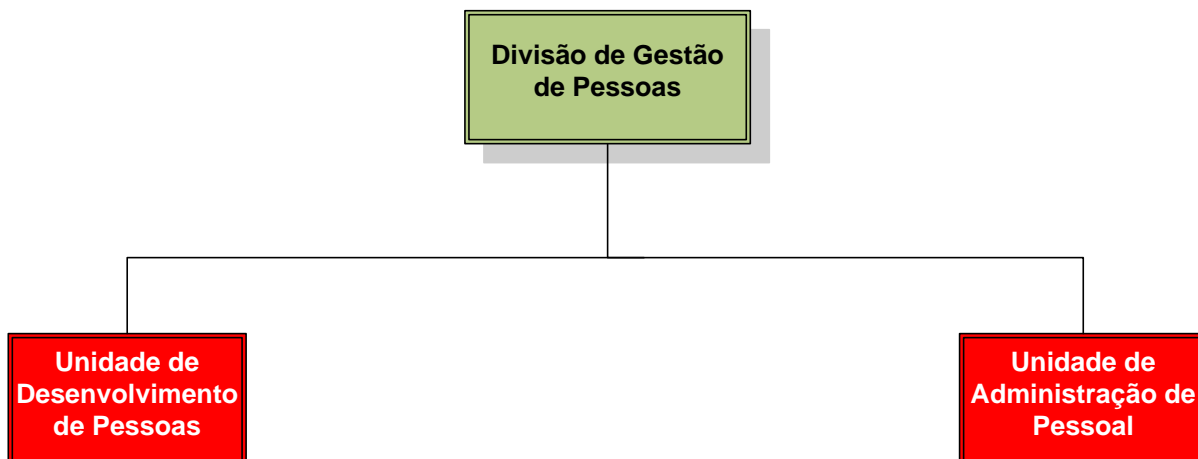 Divisão de Gestão
de Pessoas
Unidade de
Desenvolvimento
de Pessoas
Unidade de
Administração de
Pessoal